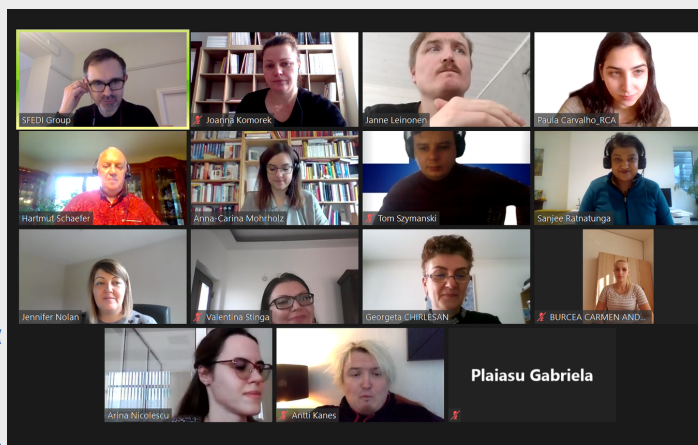 SFEDI Group
Joanna Komorek
Janne Leinonen
Paula Carvalho_RCA
Hartmut Schaefer
Anna-Carina Mohrholz
Tom Szymanski
Sanjee Ratnatunga
Jennifer Nolan
Valentina Stinga
Georgeta CHIRLESAN
BURCEA CARMEN AND...
Arina Nicolescu
Antti Kanes
Plaiasu Gabriela